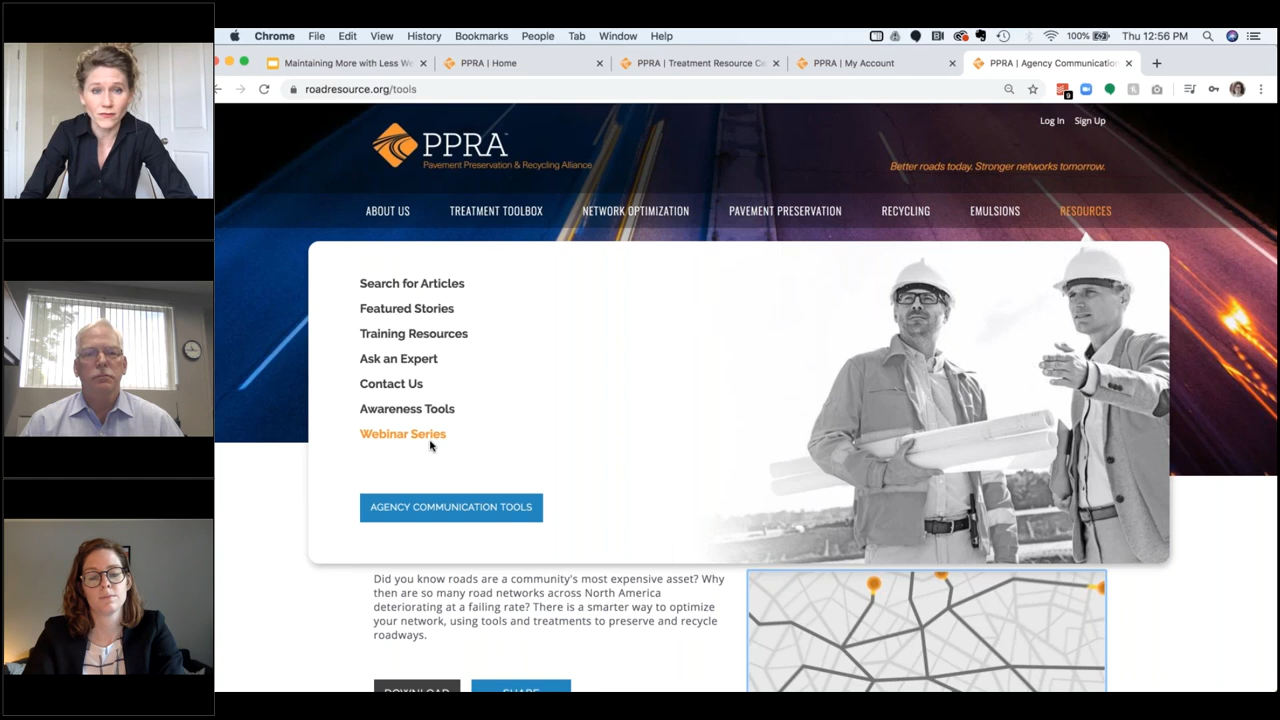 Chrome File Edit View History Bookmarks People Tab Window Help 100% Thu 12:56 PM
Maintaining More with Less We
PPRA | Home
PPRA | Treatment Resource Ce
PPRA | My Account
PPRA | Agency Communication
roadresource.org/tools
9
Log In Sign Up
PPRA
Pavement Preservation & Recycling Alliance
Better roads today. Stronger networks tomorrow.
ABOUT US TREATMENT TOOLBOX NETWORK OPTIMIZATION PAVEMENT PRESERVATION RECYCLING EMULSIONS RESOURCES
Search for Articles
Featured Stories
Training Resources
Ask an Expert
Contact Us
Awareness Tools
Webinar Series
AGENCY COMMUNICATION TOOLS
Did you know roads are a community's most expensive asset? Why
then are so many road networks across North America
deteriorating at a failing rate? There is a smarter way to optimize
your network, using tools and treatments to preserve and recycle
roadways.
DOWNLOAD SHARE